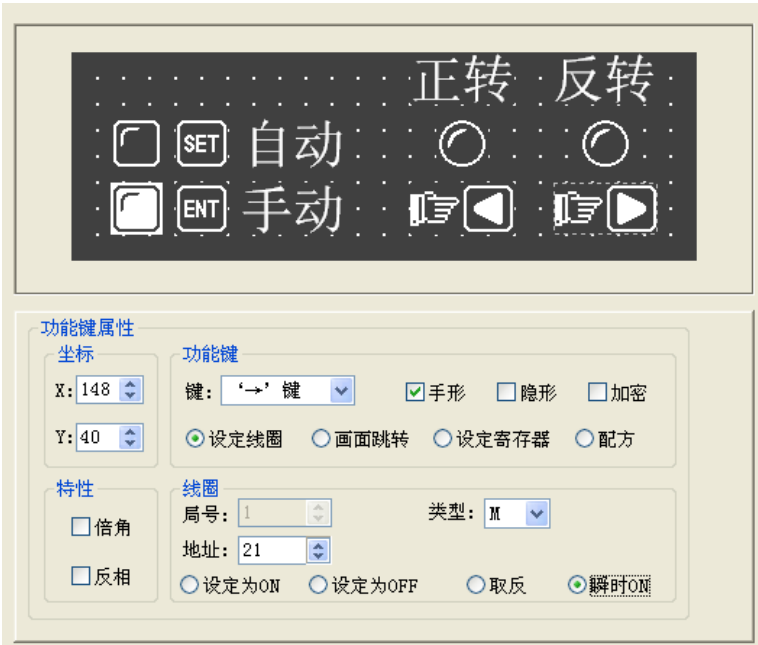 正转 反转
SET 自动
ENT 手动
功能键属性
坐标
X: 148
Y: 40
功能键
键: ‘→’键 手形 隐形 加密
设定线圈 画面跳转 设定寄存器 配方
特性
倍角
反相
线圈
局号: 1 类型: M
地址: 21
设定为ON 设定为OFF 取反 瞬时ON